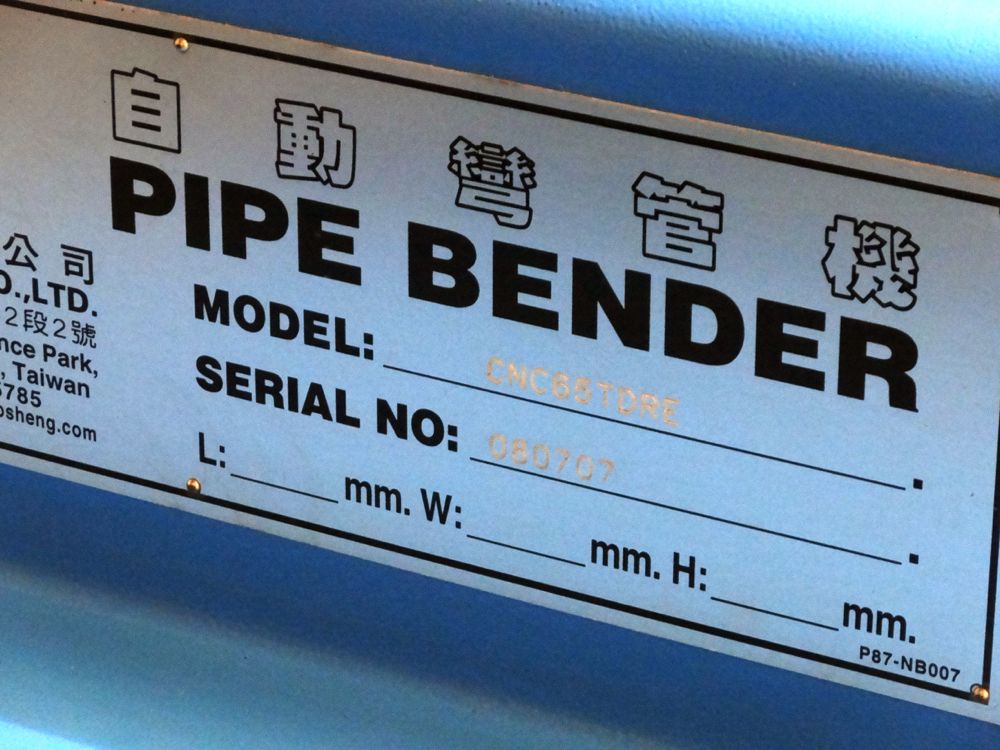 自動彎管機
PIPE BENDER
公司
O.,LTD.
2段2號
nce Park,
, Taiwan
5785
osheng.com
MODEL: CNC65TDRE .
SERIAL NO: 080707 .
L: mm. W: mm. H: mm.
P87-NB007